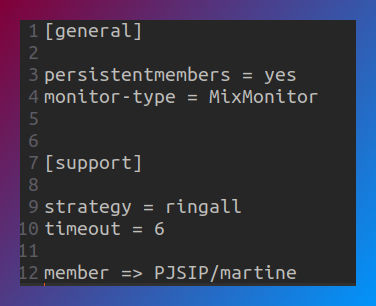 1 [general]
2
3 persistentmembers = yes
4 monitor-type = MixMonitor
5
6
7 [support]
8
9 strategy = ringall
10 timeout = 6
11
12 member => PJSIP/martine